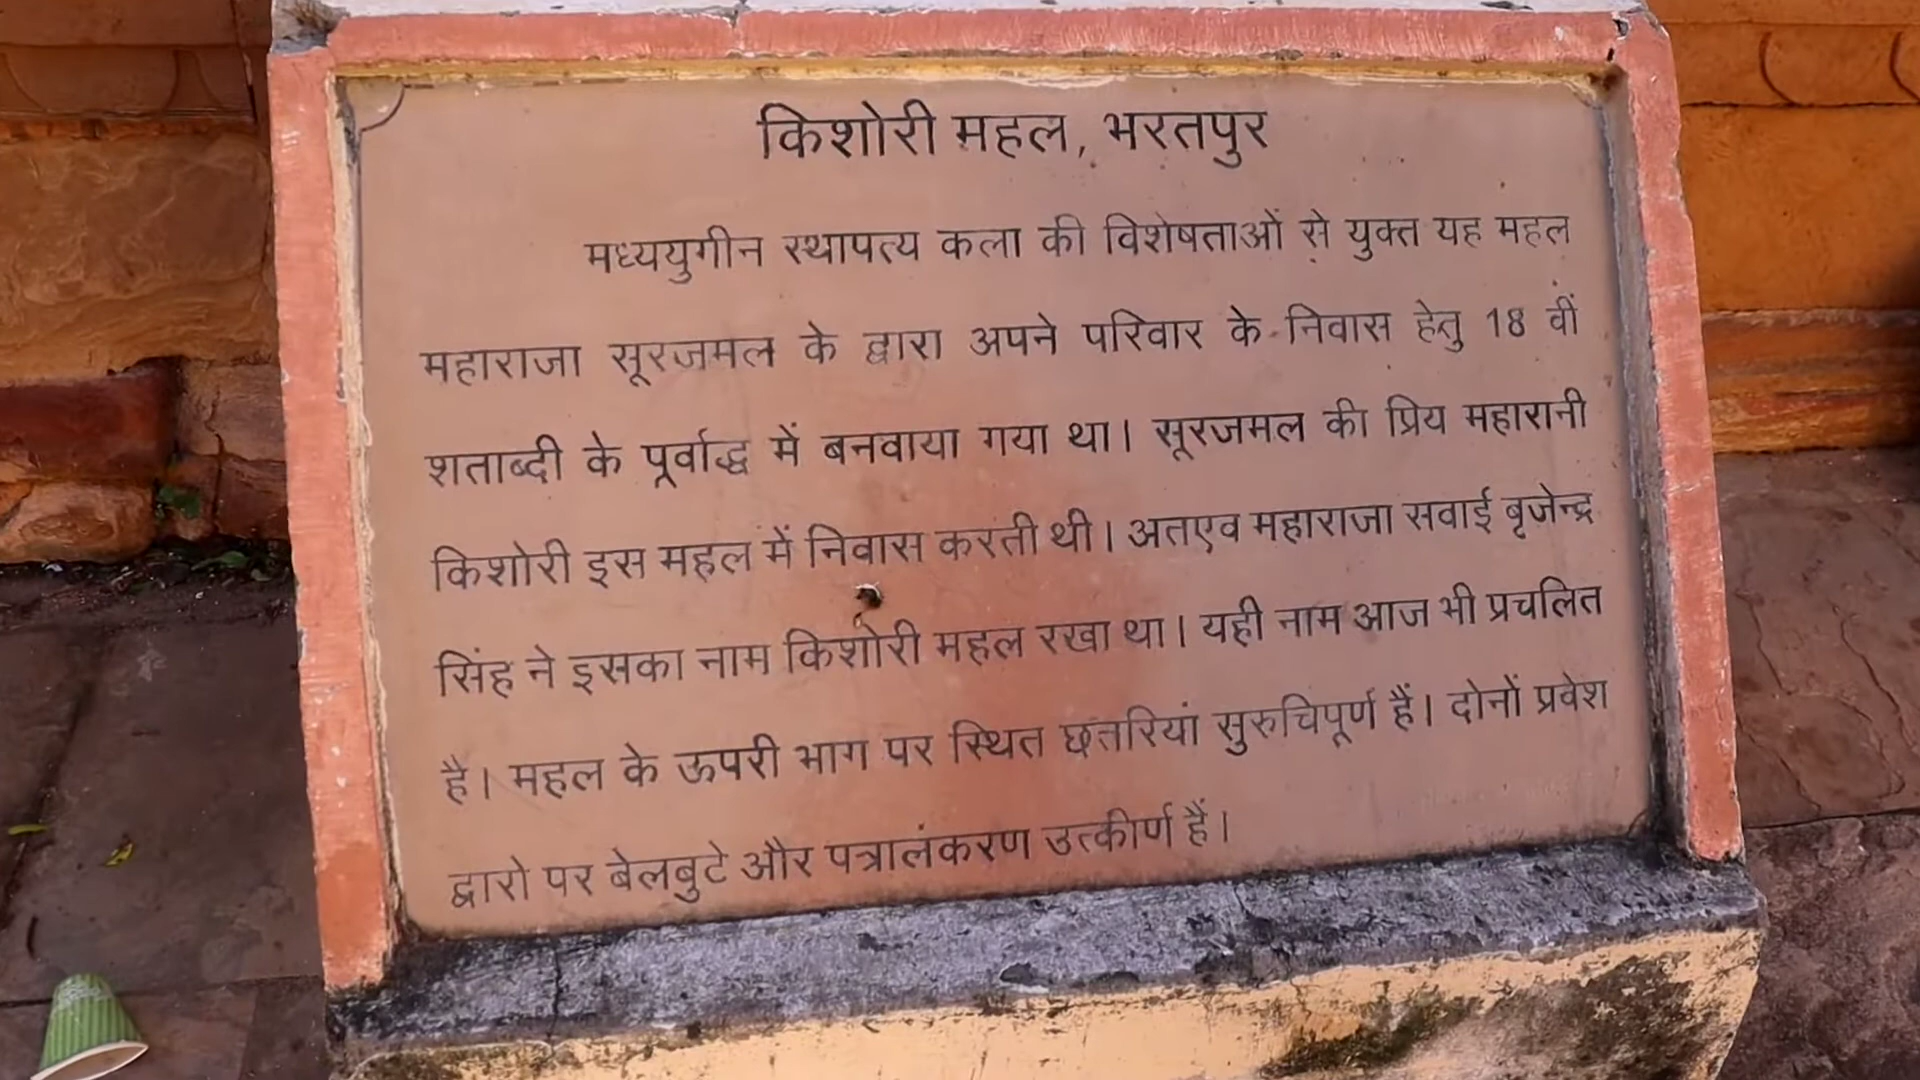 किशोरी महल, भरतपुर
मध्ययुगीन स्थापत्य कला की विशेषताओं से युक्त यह महल
महाराजा सूरजमल के द्वारा अपने परिवार के निवास हेतु 18 वीं
शताब्दी के पूर्वाद्ध में बनवाया गया था। सूरजमल की प्रिय महारानी
किशोरी इस महल में निवास करती थी। अतएव महाराजा सवाई बृजेन्द्र
सिंह ने इसका नाम किशोरी महल रखा था। यही नाम आज भी प्रचलित
है। महल के ऊपरी भाग पर स्थित छतरियां सुरुचिपूर्ण हैं। दोनों प्रवेश
द्वारो पर बेलबुटे और पत्रालंकरण उत्कीर्ण हैं।